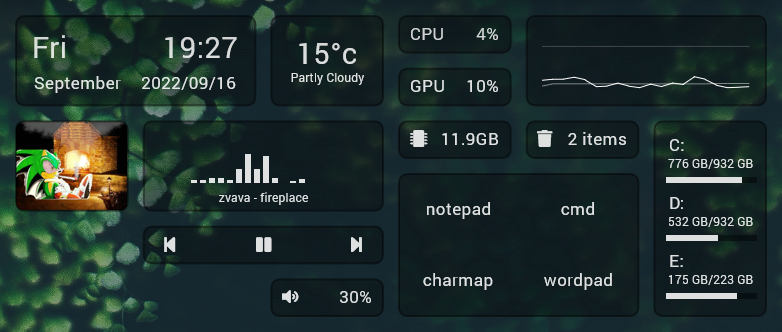 Fri 19:27
September 2022/09/16
15°c
Partly Cloudy
CPU 4%
GPU 10%
11.9GB
2 items
zvava - fireplace
30%
notepad cmd
charmap wordpad
C:
776 GB/932 GB
D:
532 GB/932 GB
E:
175 GB/223 GB